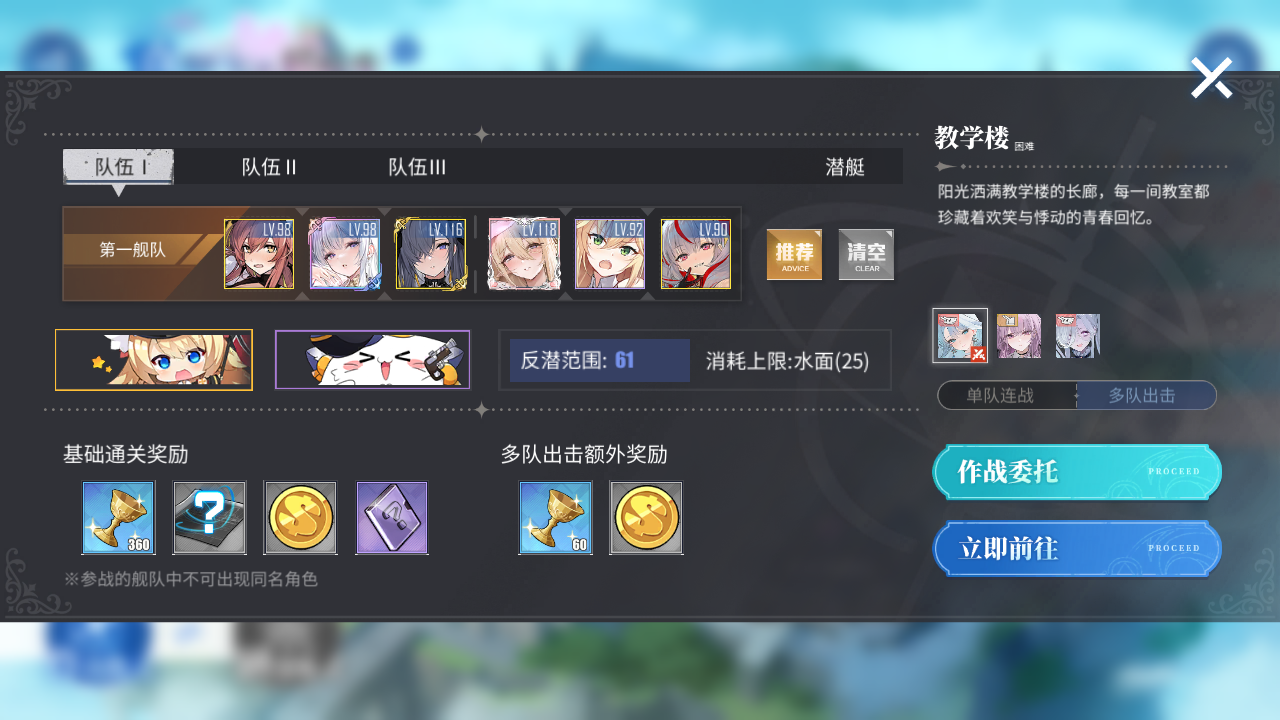 教学楼 困难
阳光洒满教学楼的长廊，每一间教室都
珍藏着欢笑与悸动的青春回忆。
队伍 I 队伍 II 队伍III 潜艇
第一舰队
LV.98 LV.98 LV.116 LV.118 LV.92 LV.90
推荐
ADVICE
清空
CLEAR
反潜范围: 61 消耗上限:水面(25)
单队连战 多队出击
基础通关奖励
360
多队出击额外奖励
60
※参战的舰队中不可出现同名角色
作战委托 PROCEED
立即前往 PROCEED